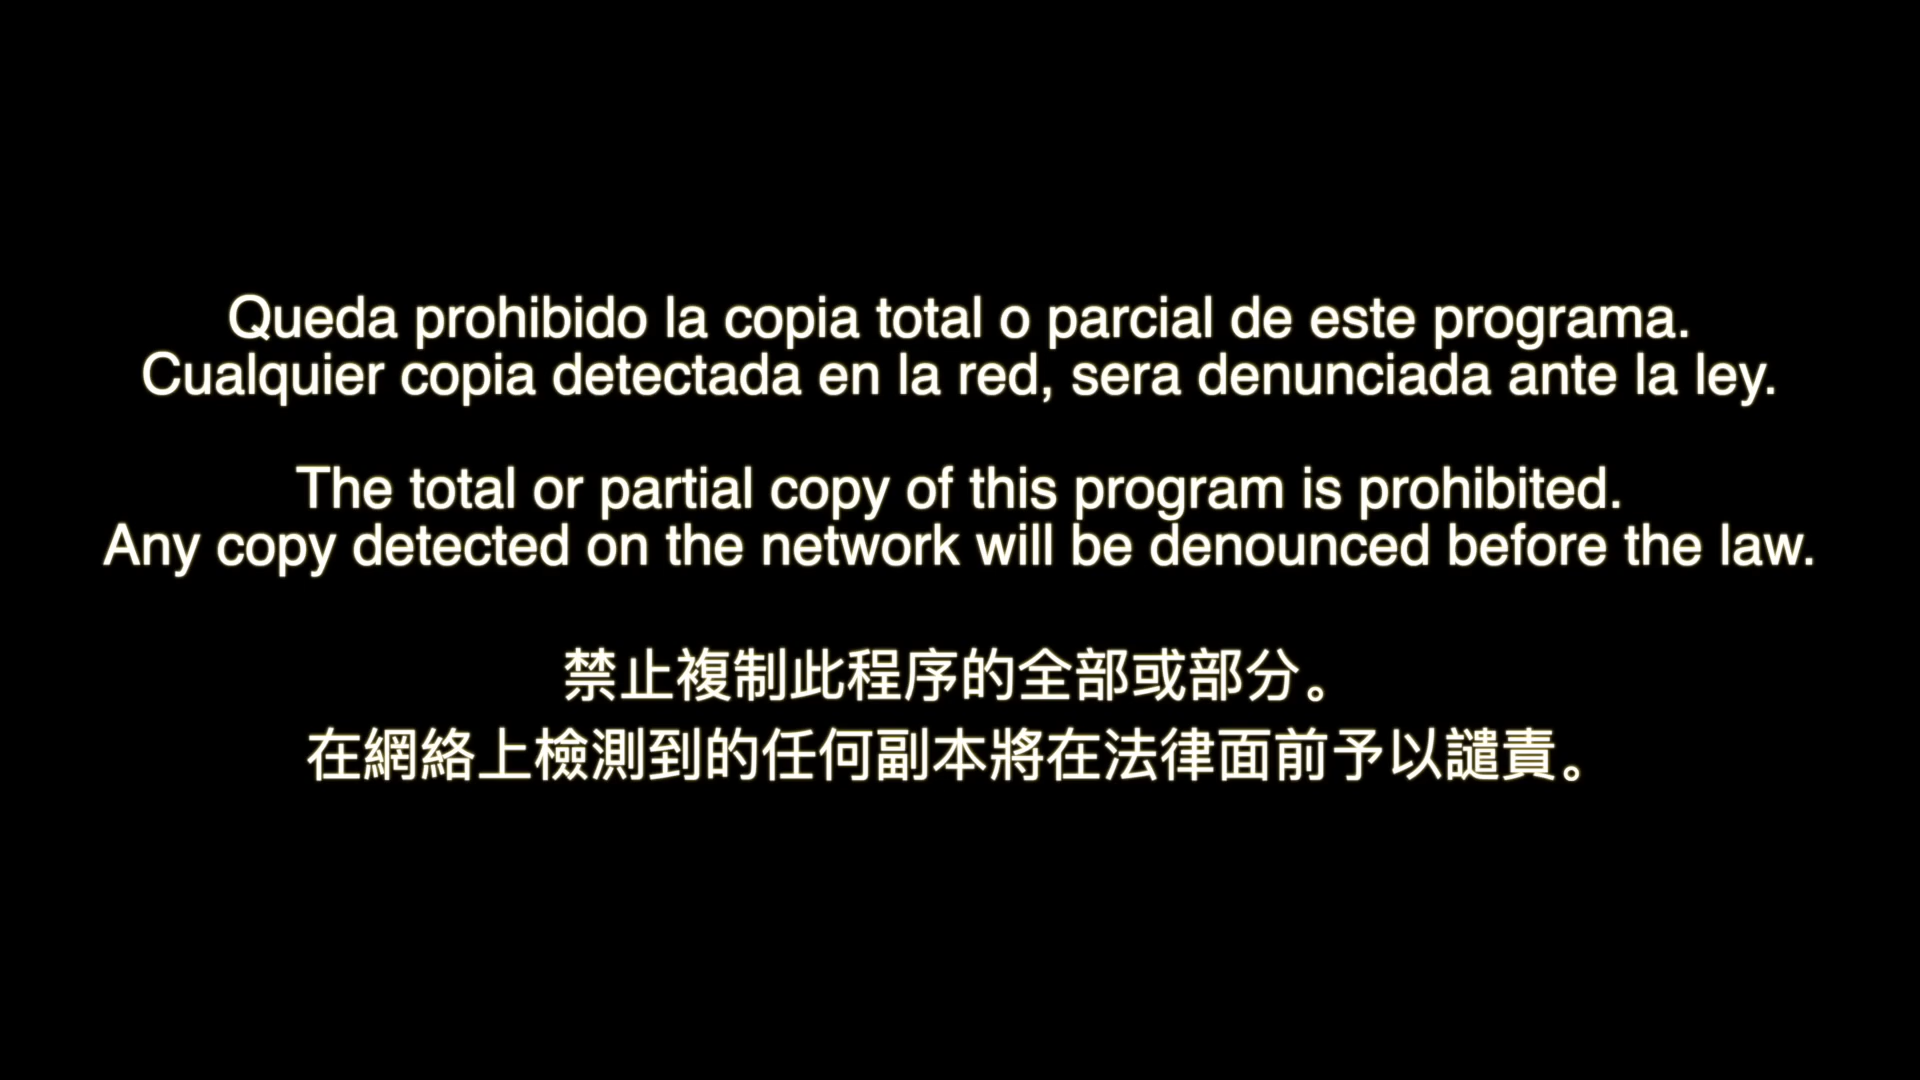 Queda prohibido la copia total o parcial de este programa.
Cualquier copia detectada en la red, sera denunciada ante la ley.
The total or partial copy of this program is prohibited.
Any copy detected on the network will be denounced before the law.
禁止複制此程序的全部或部分。
在網絡上檢測到的任何副本將在法律面前予以譴責。